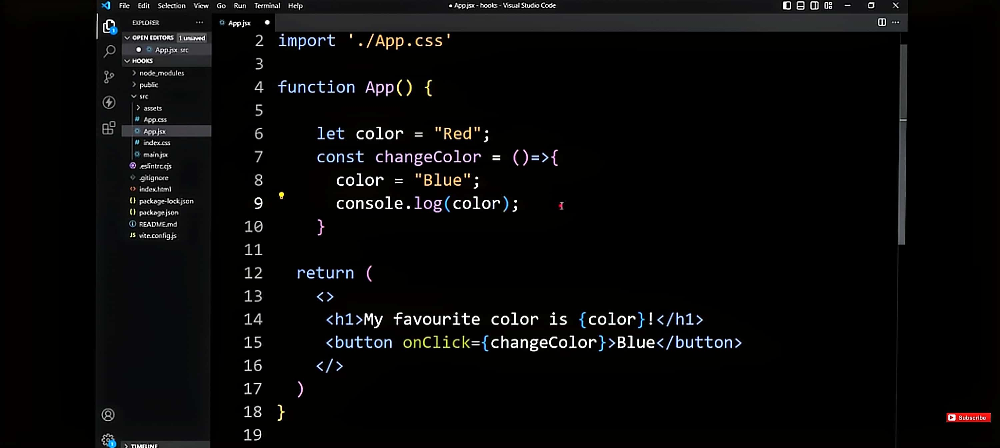 File Edit Selection View Go Run Terminal Help
● App.jsx - hooks - Visual Studio Code
EXPLORER
OPEN EDITORS 1 unsaved
App.jsx src
HOOKS
node_modules
public
src
assets
App.css
App.jsx
index.css
main.jsx
.eslintrc.cjs
.gitignore
index.html
package-lock.json
package.json
README.md
vite.config.js
TIMELINE
App.jsx
2 import './App.css'
3
4 function App() {
5
6 let color = "Red";
7 const changeColor = ()=>{
8 color = "Blue";
9 console.log(color);
10 }
11
12 return (
13 <>
14 <h1>My favourite color is {color}!</h1>
15 <button onClick={changeColor}>Blue</button>
16 </>
17 )
18 }
19
Subscribe